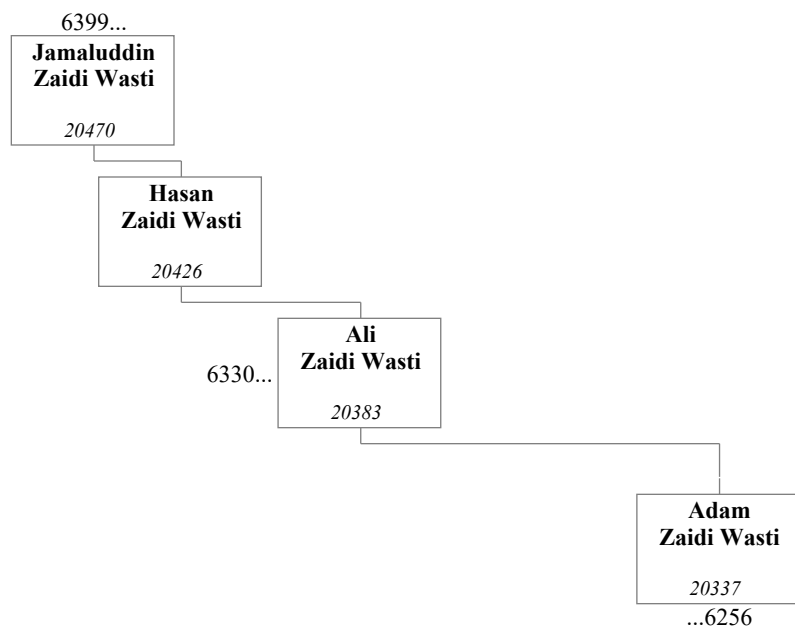 6399...
Jamaluddin
Zaidi Wasti
20470
Hasan
Zaidi Wasti
20426
Ali
Zaidi Wasti
6330...
20383
Adam
Zaidi Wasti
20337
...6256